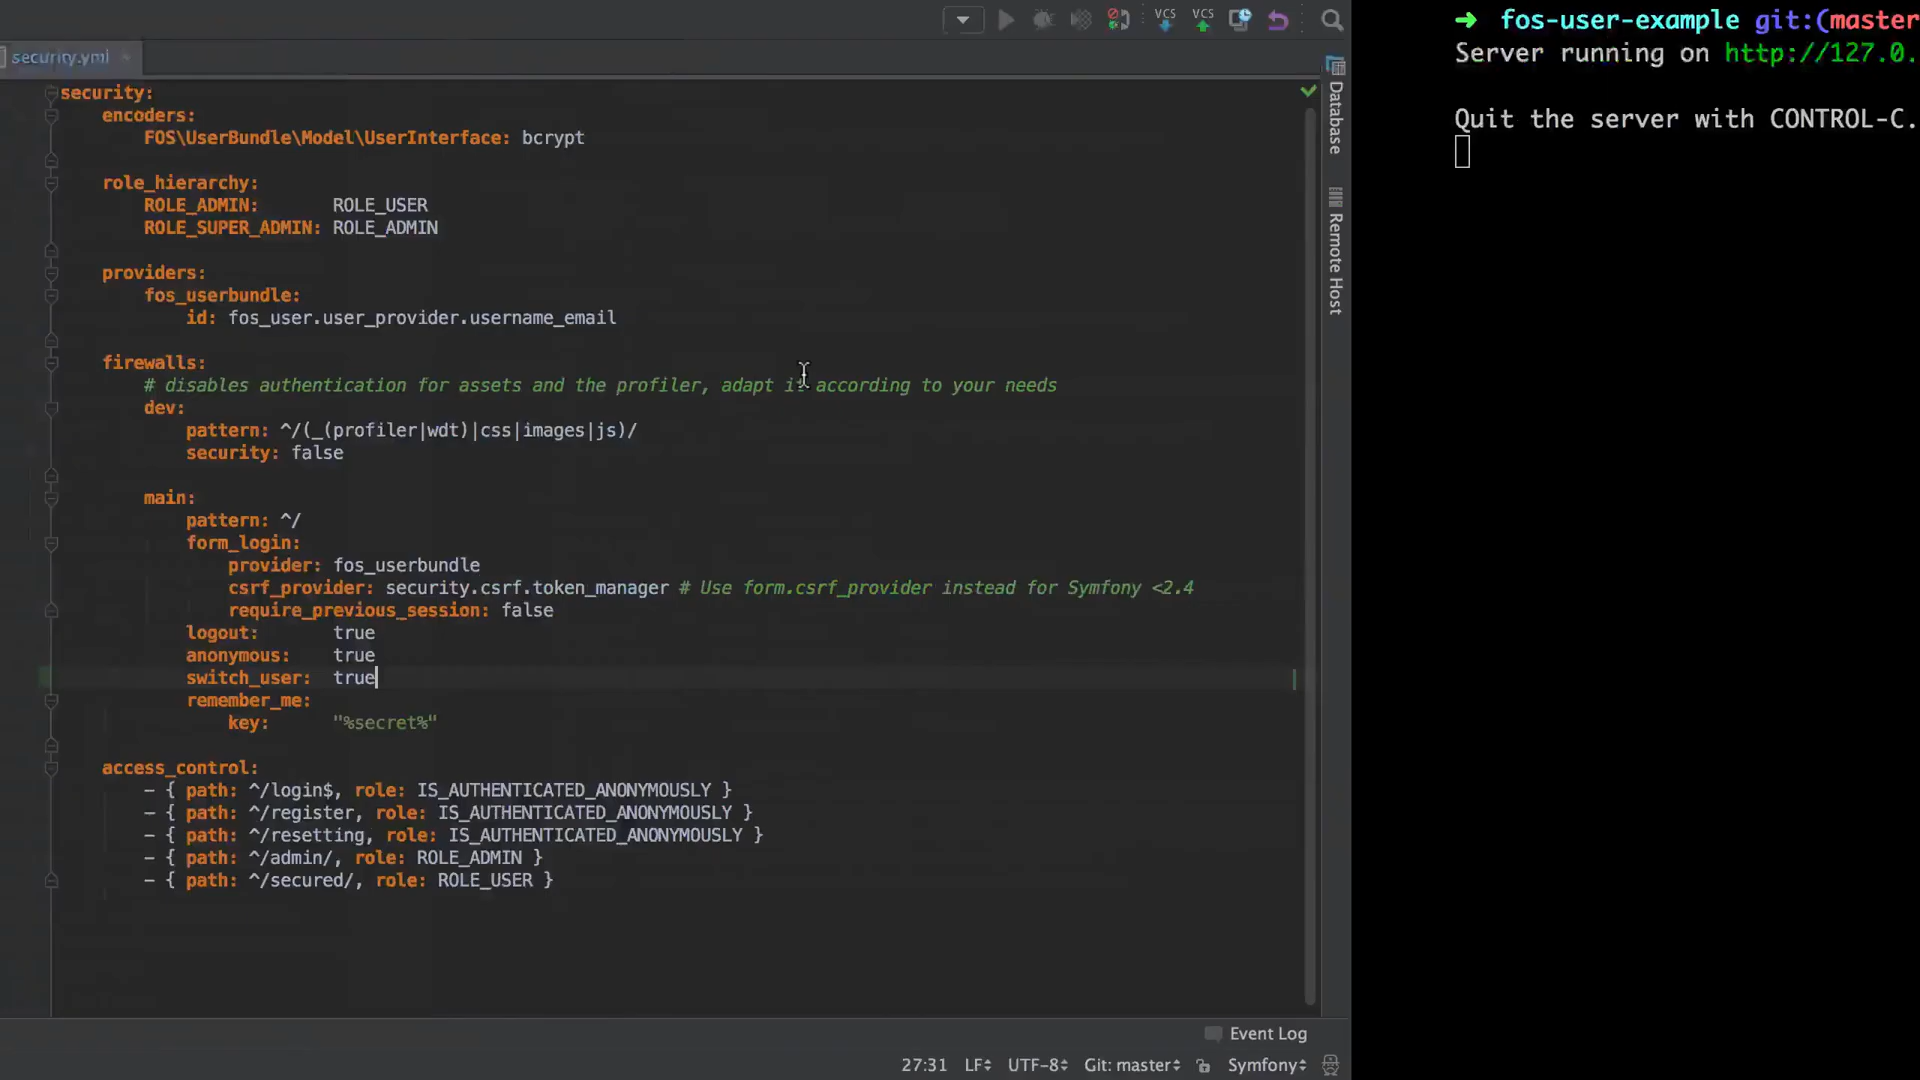 VCS VCS
security.yml
security:
encoders:
FOS\UserBundle\Model\UserInterface: bcrypt
role_hierarchy:
ROLE_ADMIN: ROLE_USER
ROLE_SUPER_ADMIN: ROLE_ADMIN
providers:
fos_userbundle:
id: fos_user.user_provider.username_email
firewalls:
# disables authentication for assets and the profiler, adapt it according to your needs
dev:
pattern: ^/(_(profiler|wdt)|css|images|js)/
security: false
main:
pattern: ^/
form_login:
provider: fos_userbundle
csrf_provider: security.csrf.token_manager # Use form.csrf_provider instead for Symfony <2.4
require_previous_session: false
logout: true
anonymous: true
switch_user: true
remember_me:
key: "%secret%"
access_control:
- { path: ^/login$, role: IS_AUTHENTICATED_ANONYMOUSLY }
- { path: ^/register, role: IS_AUTHENTICATED_ANONYMOUSLY }
- { path: ^/resetting, role: IS_AUTHENTICATED_ANONYMOUSLY }
- { path: ^/admin/, role: ROLE_ADMIN }
- { path: ^/secured/, role: ROLE_USER }
Database
Remote Host
Event Log
27:31 LF UTF-8 Git: master Symfony
→ fos-user-example git:(master
Server running on http://127.0.
Quit the server with CONTROL-C.